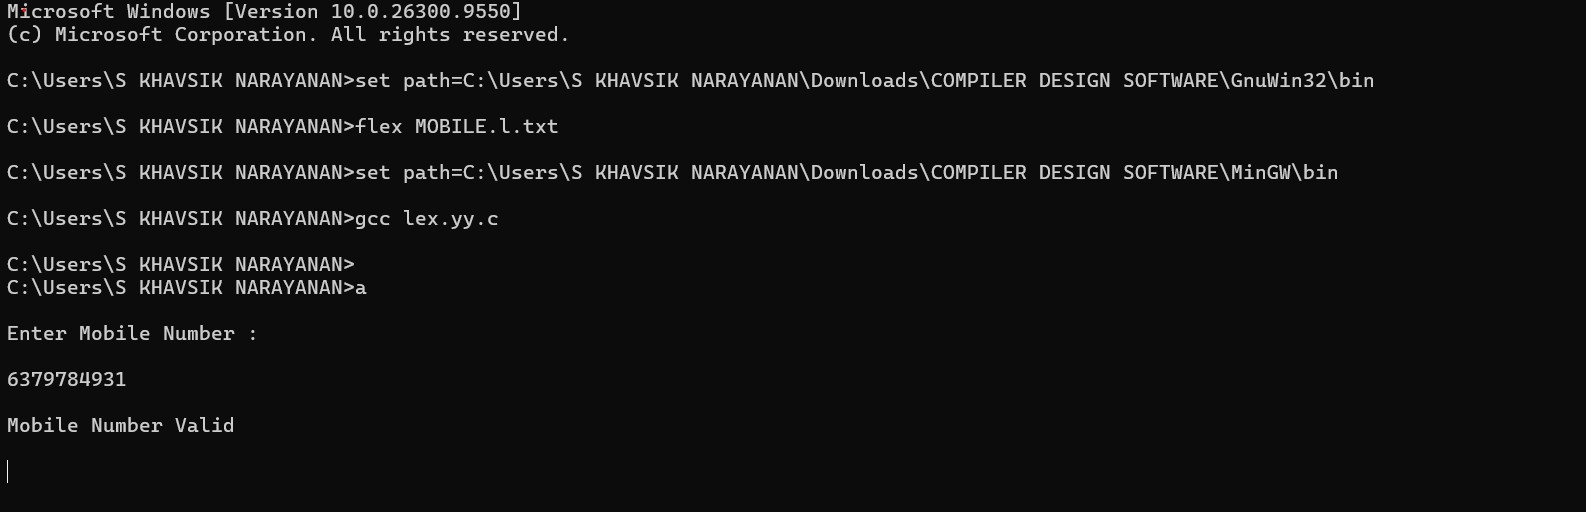 Microsoft Windows [Version 10.0.26300.9550]
(c) Microsoft Corporation. All rights reserved.
C:\Users\S KHAVSIK NARAYANAN>set path=C:\Users\S KHAVSIK NARAYANAN\Downloads\COMPILER DESIGN SOFTWARE\GnuWin32\bin
C:\Users\S KHAVSIK NARAYANAN>flex MOBILE.l.txt
C:\Users\S KHAVSIK NARAYANAN>set path=C:\Users\S KHAVSIK NARAYANAN\Downloads\COMPILER DESIGN SOFTWARE\MinGW\bin
C:\Users\S KHAVSIK NARAYANAN>gcc lex.yy.c
C:\Users\S KHAVSIK NARAYANAN>
C:\Users\S KHAVSIK NARAYANAN>a
Enter Mobile Number :
6379784931
Mobile Number Valid